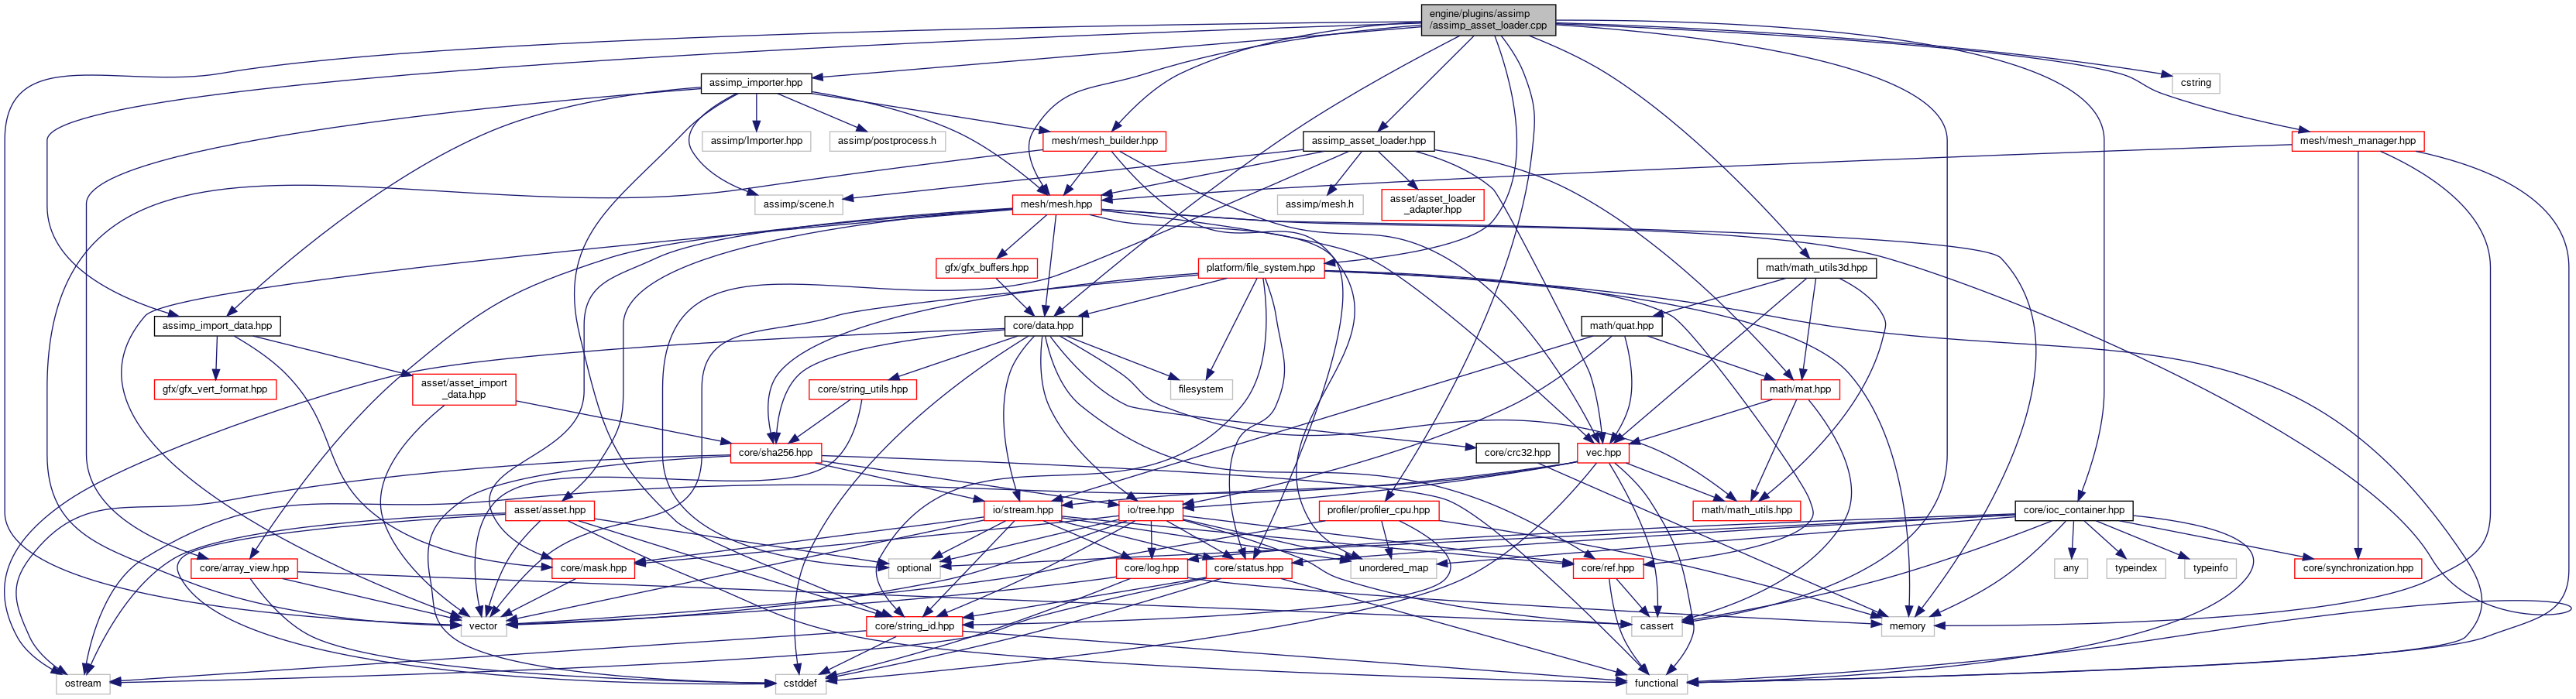 engine/plugins/assimp
/assimp_asset_loader.cpp
assimp_importer.hpp
cstring
assimp/Importer.hpp
assimp/postprocess.h
mesh/mesh_builder.hpp
assimp_asset_loader.hpp
mesh/mesh_manager.hpp
assimp/scene.h
mesh/mesh.hpp
assimp/mesh.h
asset/asset_loader
_adapter.hpp
gfx/gfx_buffers.hpp
platform/file_system.hpp
math/math_utils3d.hpp
assimp_import_data.hpp
core/data.hpp
math/quat.hpp
gfx/gfx_vert_format.hpp
asset/asset_import
_data.hpp
core/string_utils.hpp
filesystem
math/mat.hpp
core/sha256.hpp
core/crc32.hpp
vec.hpp
asset/asset.hpp
io/stream.hpp
io/tree.hpp
profiler/profiler_cpu.hpp
math/math_utils.hpp
core/ioc_container.hpp
core/array_view.hpp
core/mask.hpp
optional
core/log.hpp
core/status.hpp
unordered_map
core/ref.hpp
any
typeindex
typeinfo
core/synchronization.hpp
vector
core/string_id.hpp
cassert
memory
ostream
cstddef
functional